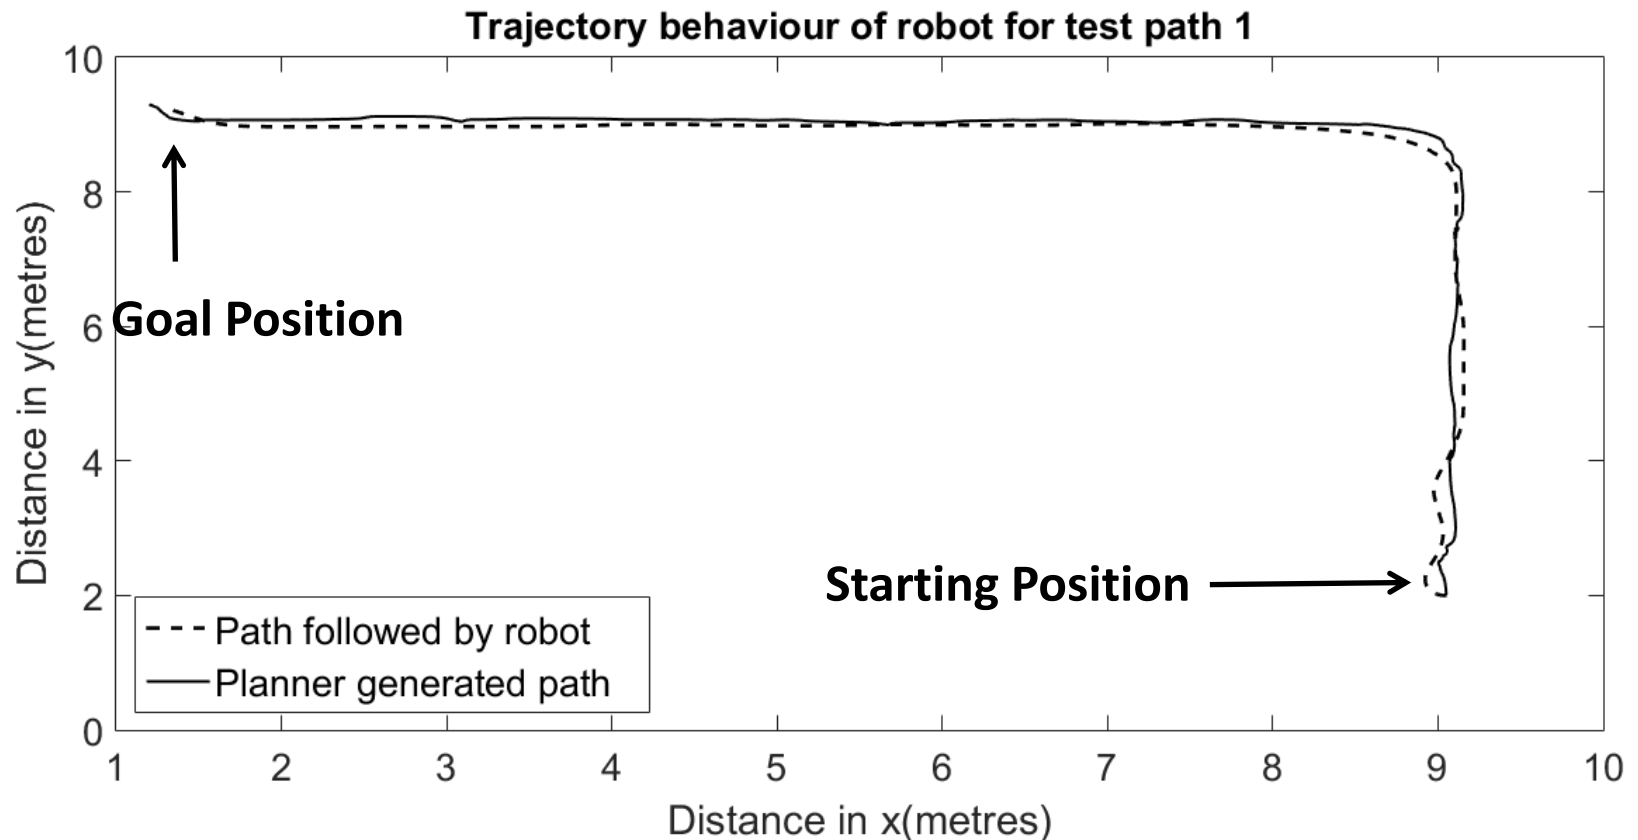 Trajectory behaviour of robot for test path 1
10
8
6
4
2
0
Distance in y(metres)
Goal Position
Starting Position
Path followed by robot
Planner generated path
1 2 3 4 5 6 7 8 9 10
Distance in x(metres)